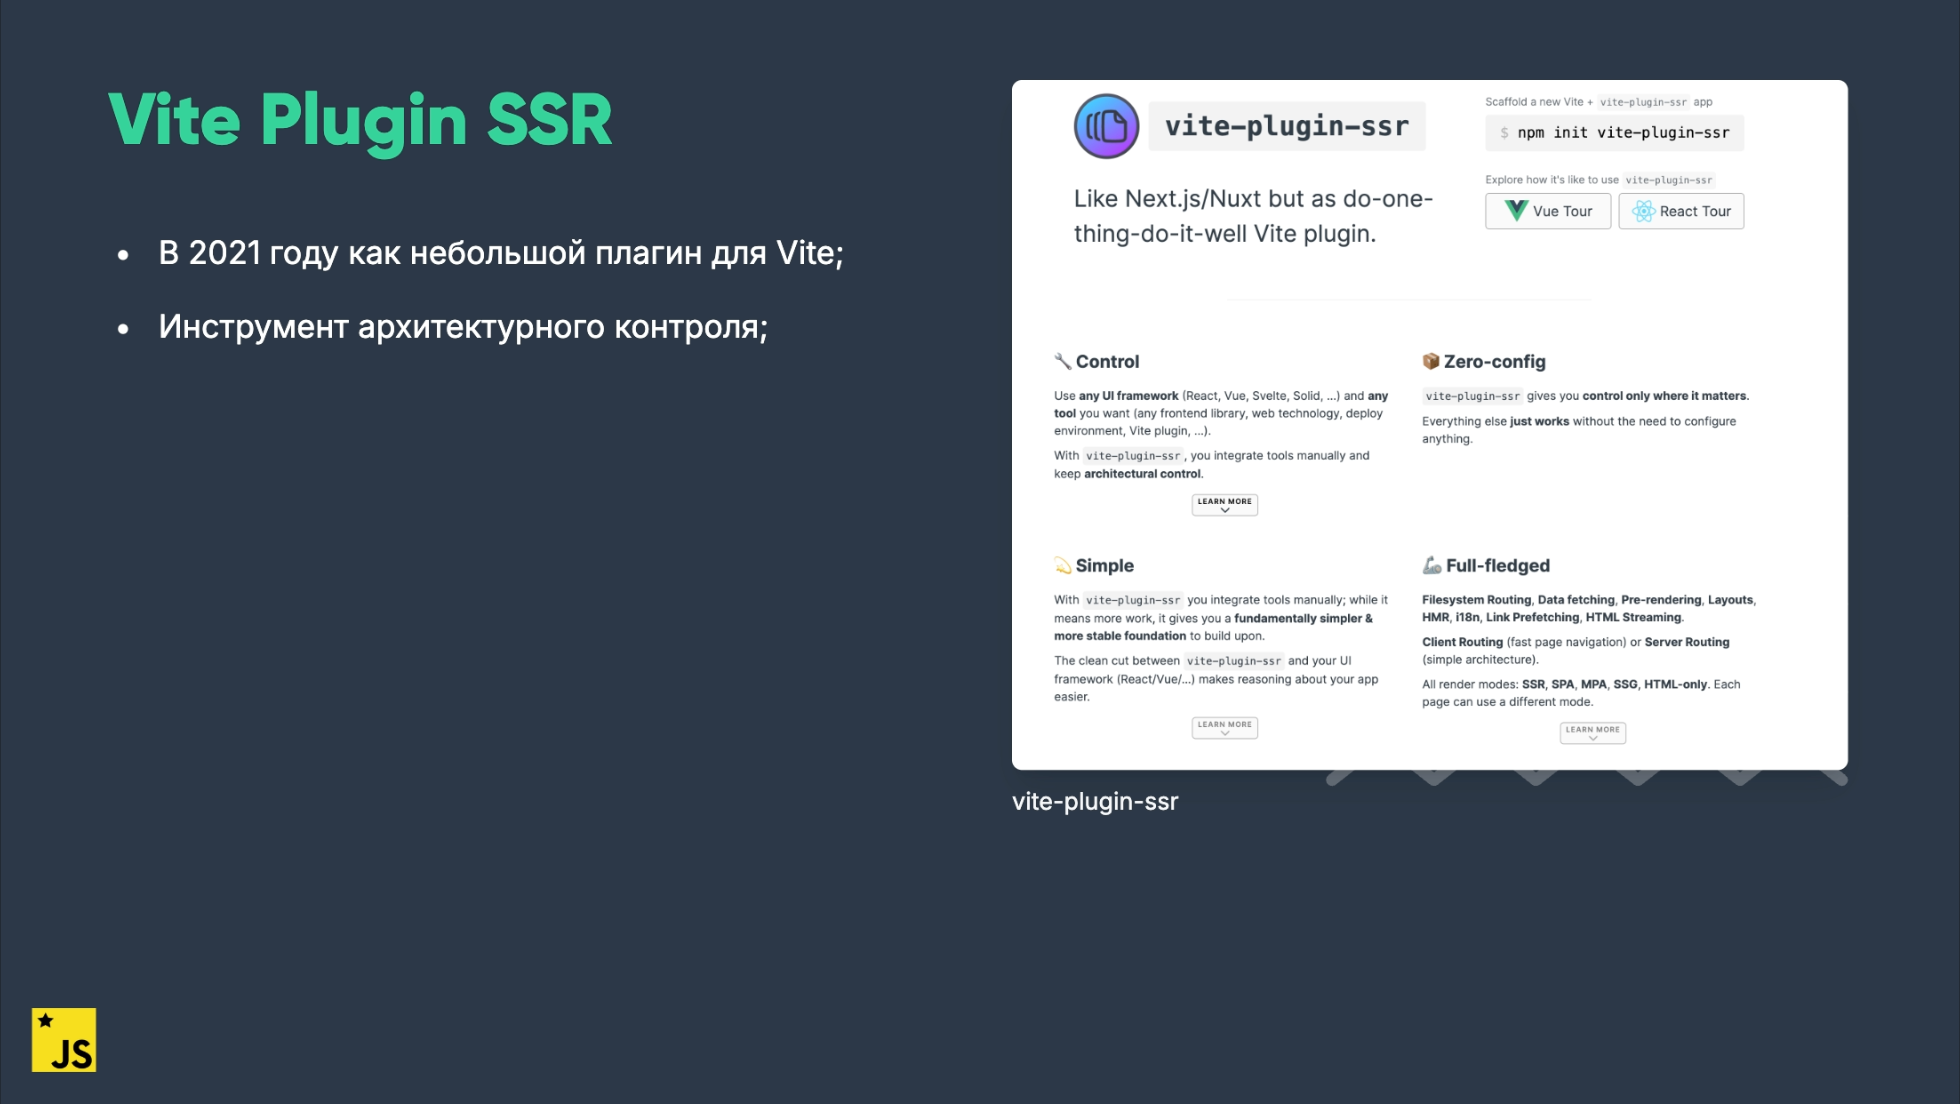 Vite Plugin SSR
• В 2021 году как небольшой плагин для Vite;
• Инструмент архитектурного контроля;
vite-plugin-ssr
Like Next.js/Nuxt but as do-one-
thing-do-it-well Vite plugin.
Scaffold a new Vite + vite-plugin-ssr app
$ npm init vite-plugin-ssr
Explore how it's like to use vite-plugin-ssr
Vue Tour
React Tour
🔧 Control
Use any UI framework (React, Vue, Svelte, Solid, ...) and any
tool you want (any frontend library, web technology, deploy
environment, Vite plugin, ...).
With vite-plugin-ssr, you integrate tools manually and
keep architectural control.
LEARN MORE
📦 Zero-config
vite-plugin-ssr gives you control only where it matters.
Everything else just works without the need to configure
anything.
💫 Simple
With vite-plugin-ssr you integrate tools manually; while it
means more work, it gives you a fundamentally simpler &
more stable foundation to build upon.
The clean cut between vite-plugin-ssr and your UI
framework (React/Vue/...) makes reasoning about your app
easier.
LEARN MORE
🦾 Full-fledged
Filesystem Routing, Data fetching, Pre-rendering, Layouts,
HMR, i18n, Link Prefetching, HTML Streaming.
Client Routing (fast page navigation) or Server Routing
(simple architecture).
All render modes: SSR, SPA, MPA, SSG, HTML-only. Each
page can use a different mode.
LEARN MORE
vite-plugin-ssr
JS